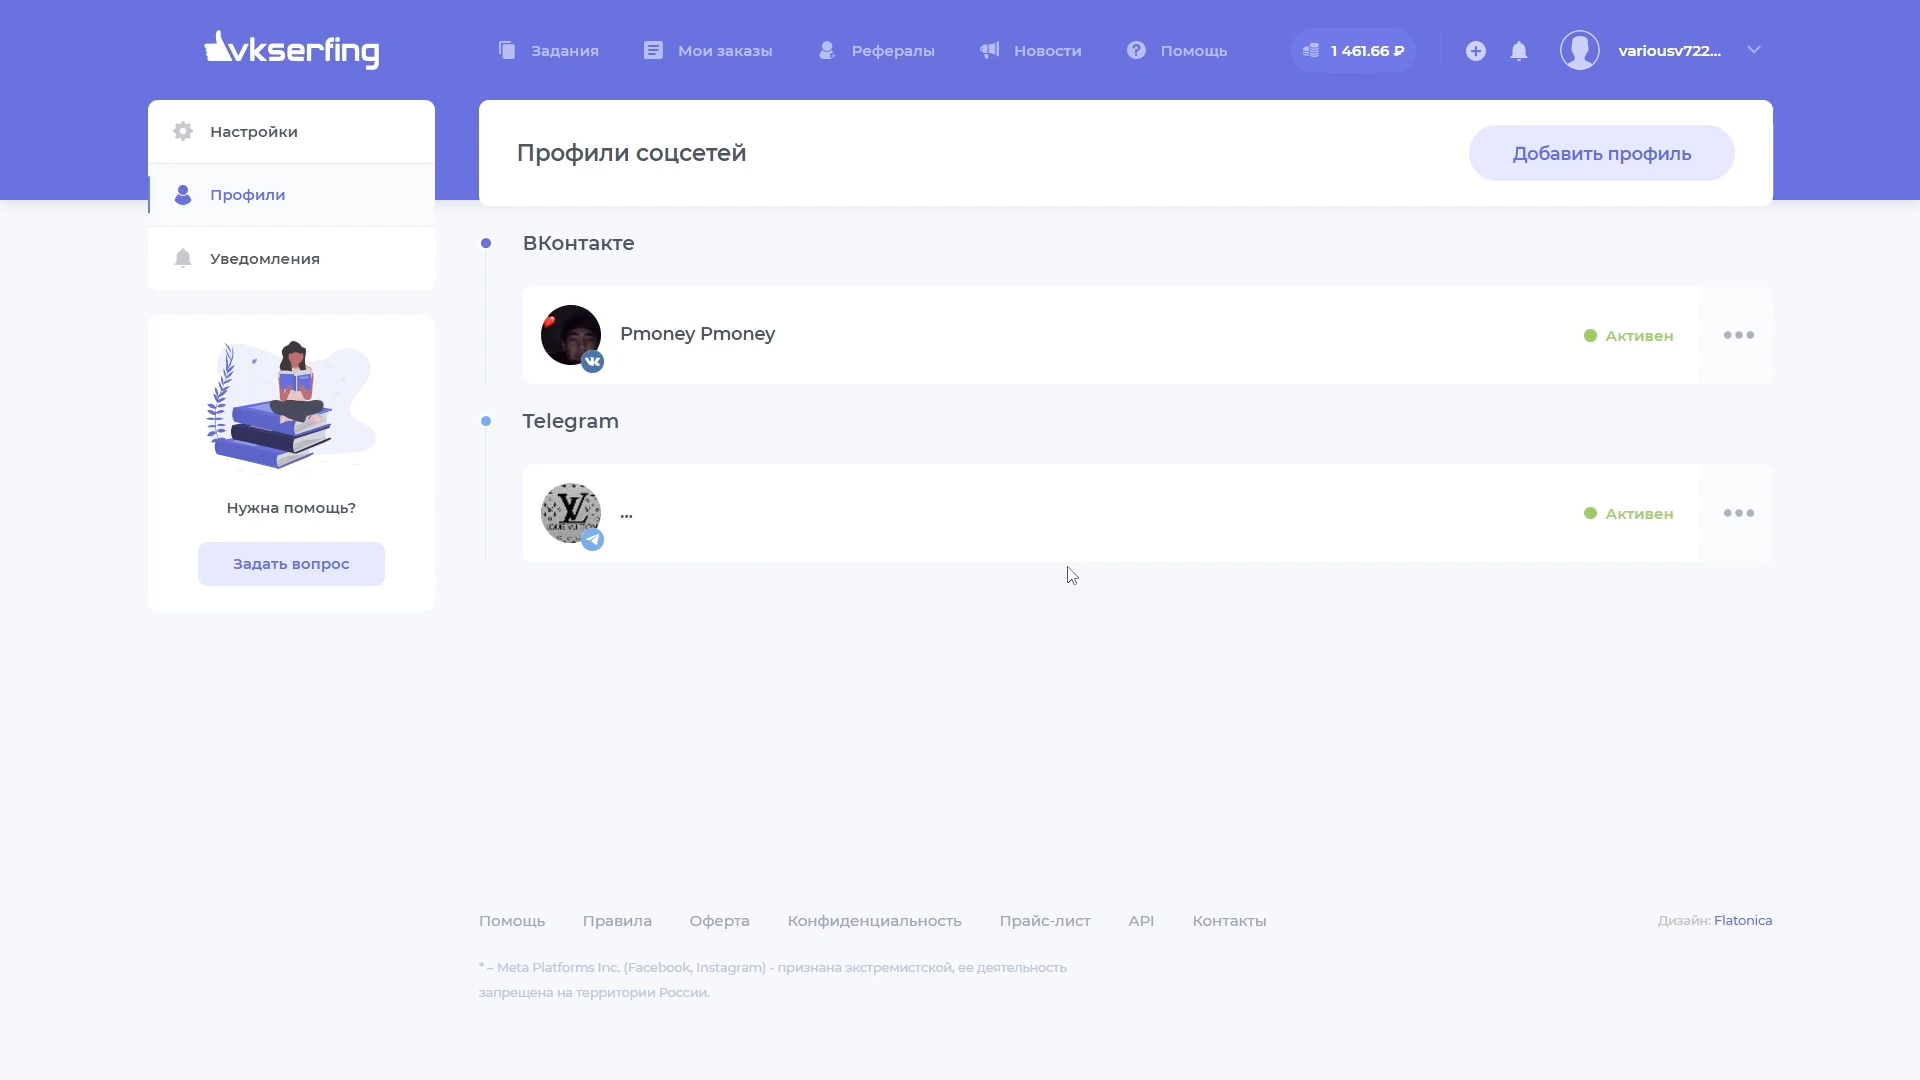 vkserfing
Задания
Мои заказы
Рефералы
Новости
Помощь
1 461.66 ₽
variousv722...
Настройки
Профили
Уведомления
Нужна помощь?
Задать вопрос
Профили соцсетей
Добавить профиль
ВКонтакте
Pmoney Pmoney
Активен
Telegram
...
Активен
Помощь
Правила
Оферта
Конфиденциальность
Прайс-лист
API
Контакты
Дизайн: Flatonica
* – Meta Platforms Inc. (Facebook, Instagram) - признана экстремистской, ее деятельность
запрещена на территории России.